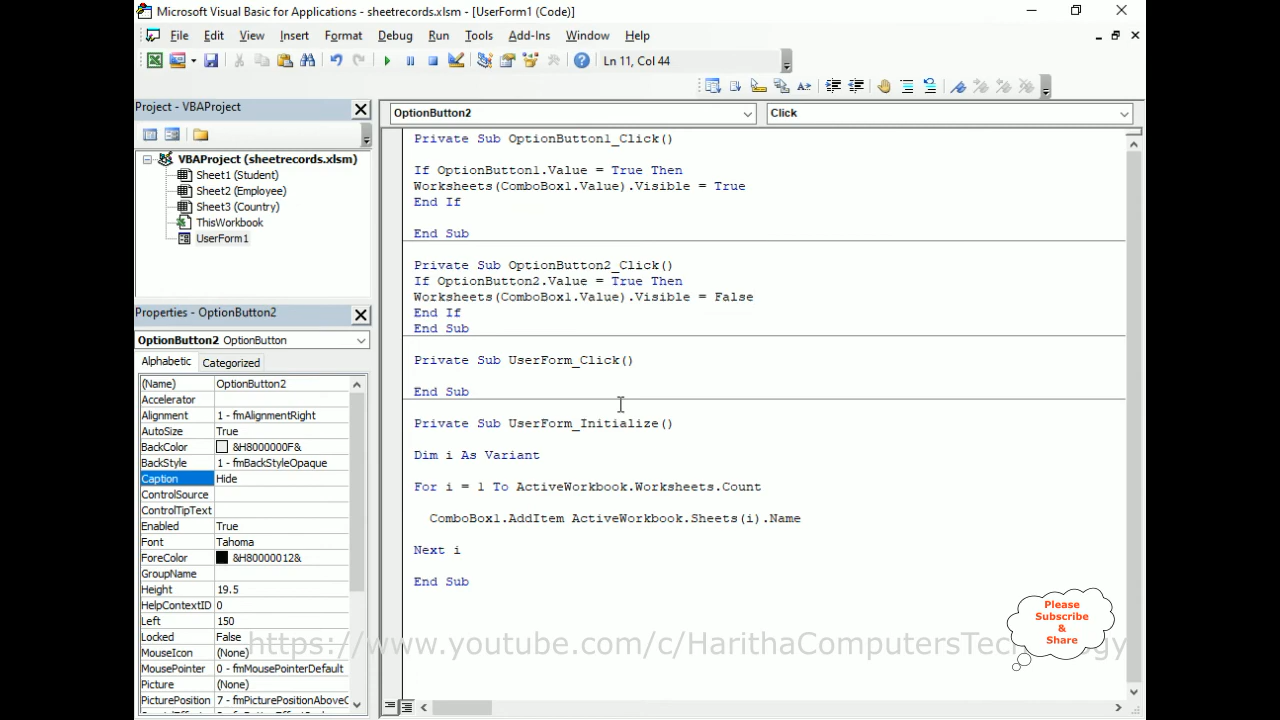 Microsoft Visual Basic for Applications - sheetrecords.xlsm - [UserForm1 (Code)]
File Edit View Insert Format Debug Run Tools Add-Ins Window Help
Ln 11, Col 44
Project - VBAProject
VBAProject (sheetrecords.xlsm)
Sheet1 (Student)
Sheet2 (Employee)
Sheet3 (Country)
ThisWorkbook
UserForm1
Properties - OptionButton2
OptionButton2 OptionButton
Alphabetic Categorized
(Name) OptionButton2
Accelerator
Alignment 1 - fmAlignmentRight
AutoSize True
BackColor &H8000000F&
BackStyle 1 - fmBackStyleOpaque
Caption Hide
ControlSource
ControlTipText
Enabled True
Font Tahoma
ForeColor &H80000012&
GroupName
Height 19.5
HelpContextID 0
Left 150
Locked False
MouseIcon (None)
MousePointer 0 - fmMousePointerDefault
Picture (None)
PicturePosition 7 - fmPicturePositionAboveC
OptionButton2 Click
Private Sub OptionButton1_Click()
If OptionButton1.Value = True Then
Worksheets(ComboBox1.Value).Visible = True
End If
End Sub
Private Sub OptionButton2_Click()
If OptionButton2.Value = True Then
Worksheets(ComboBox1.Value).Visible = False
End If
End Sub
Private Sub UserForm_Click()
End Sub
Private Sub UserForm_Initialize()
Dim i As Variant
For i = 1 To ActiveWorkbook.Worksheets.Count
ComboBox1.AddItem ActiveWorkbook.Sheets(i).Name
Next i
End Sub
Please
Subscribe
&
Share
https://www.youtube.com/c/HarithaComputersTechnology